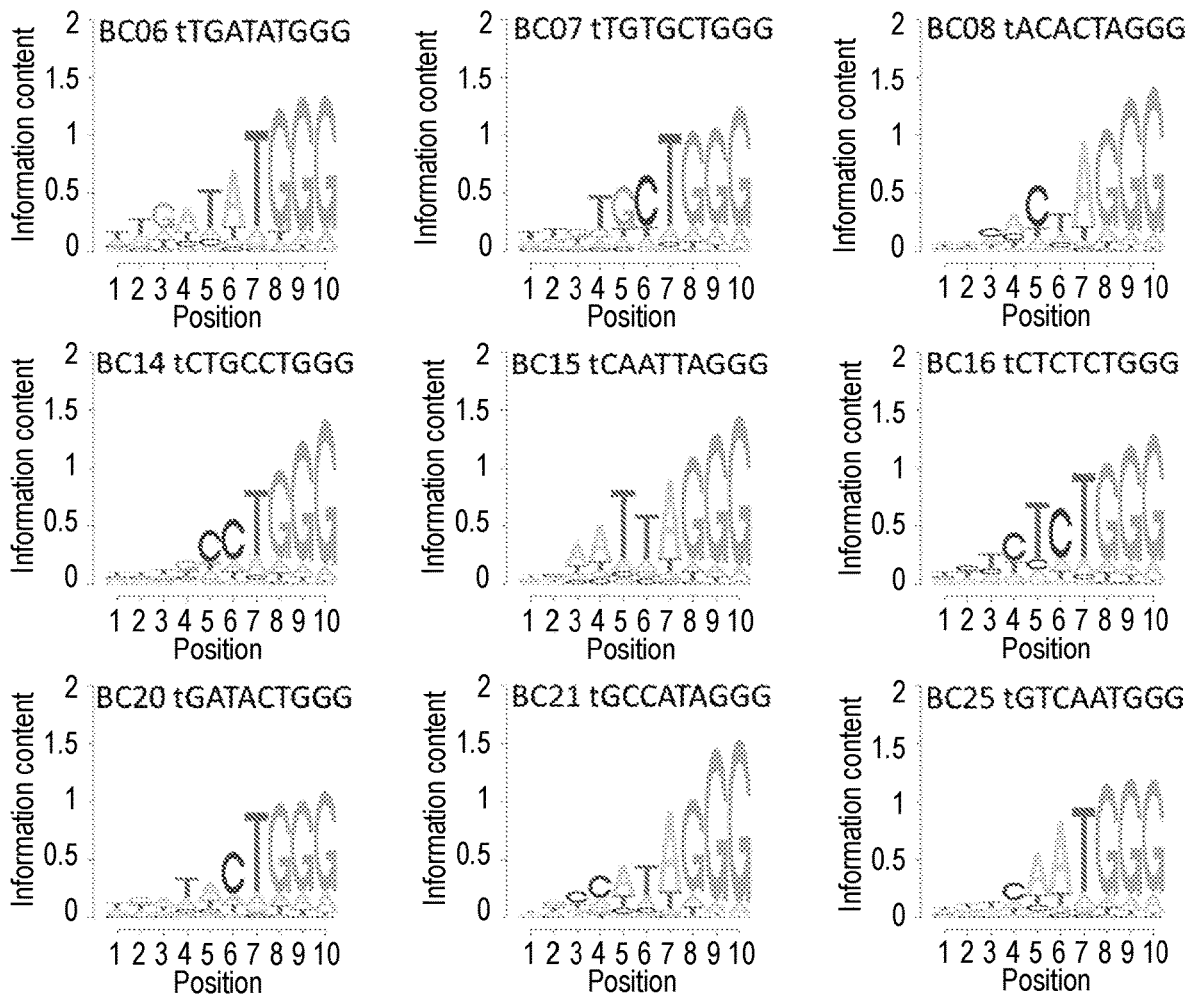 BC06 tTGATATGGG
Information content
2
1.5
1
0.5
0
1 2 3 4 5 6 7 8 9 10
Position
BC07 tTGTGCTGGG
Information content
2
1.5
1
0.5
0
1 2 3 4 5 6 7 8 9 10
Position
BC08 tACACTAGGG
Information content
2
1.5
1
0.5
0
1 2 3 4 5 6 7 8 9 10
Position
BC14 tCTGCCTGGG
Information content
2
1.5
1
0.5
0
1 2 3 4 5 6 7 8 9 10
Position
BC15 tCAATTAGGG
Information content
2
1.5
1
0.5
0
1 2 3 4 5 6 7 8 9 10
Position
BC16 tCTCTCTGGG
Information content
2
1.5
1
0.5
0
1 2 3 4 5 6 7 8 9 10
Position
BC20 tGATACTGGG
Information content
2
1.5
1
0.5
0
1 2 3 4 5 6 7 8 9 10
Position
BC21 tGCCATAGGG
Information content
2
1.5
1
0.5
0
1 2 3 4 5 6 7 8 9 10
Position
BC25 tGTCAATGGG
Information content
2
1.5
1
0.5
0
1 2 3 4 5 6 7 8 9 10
Position